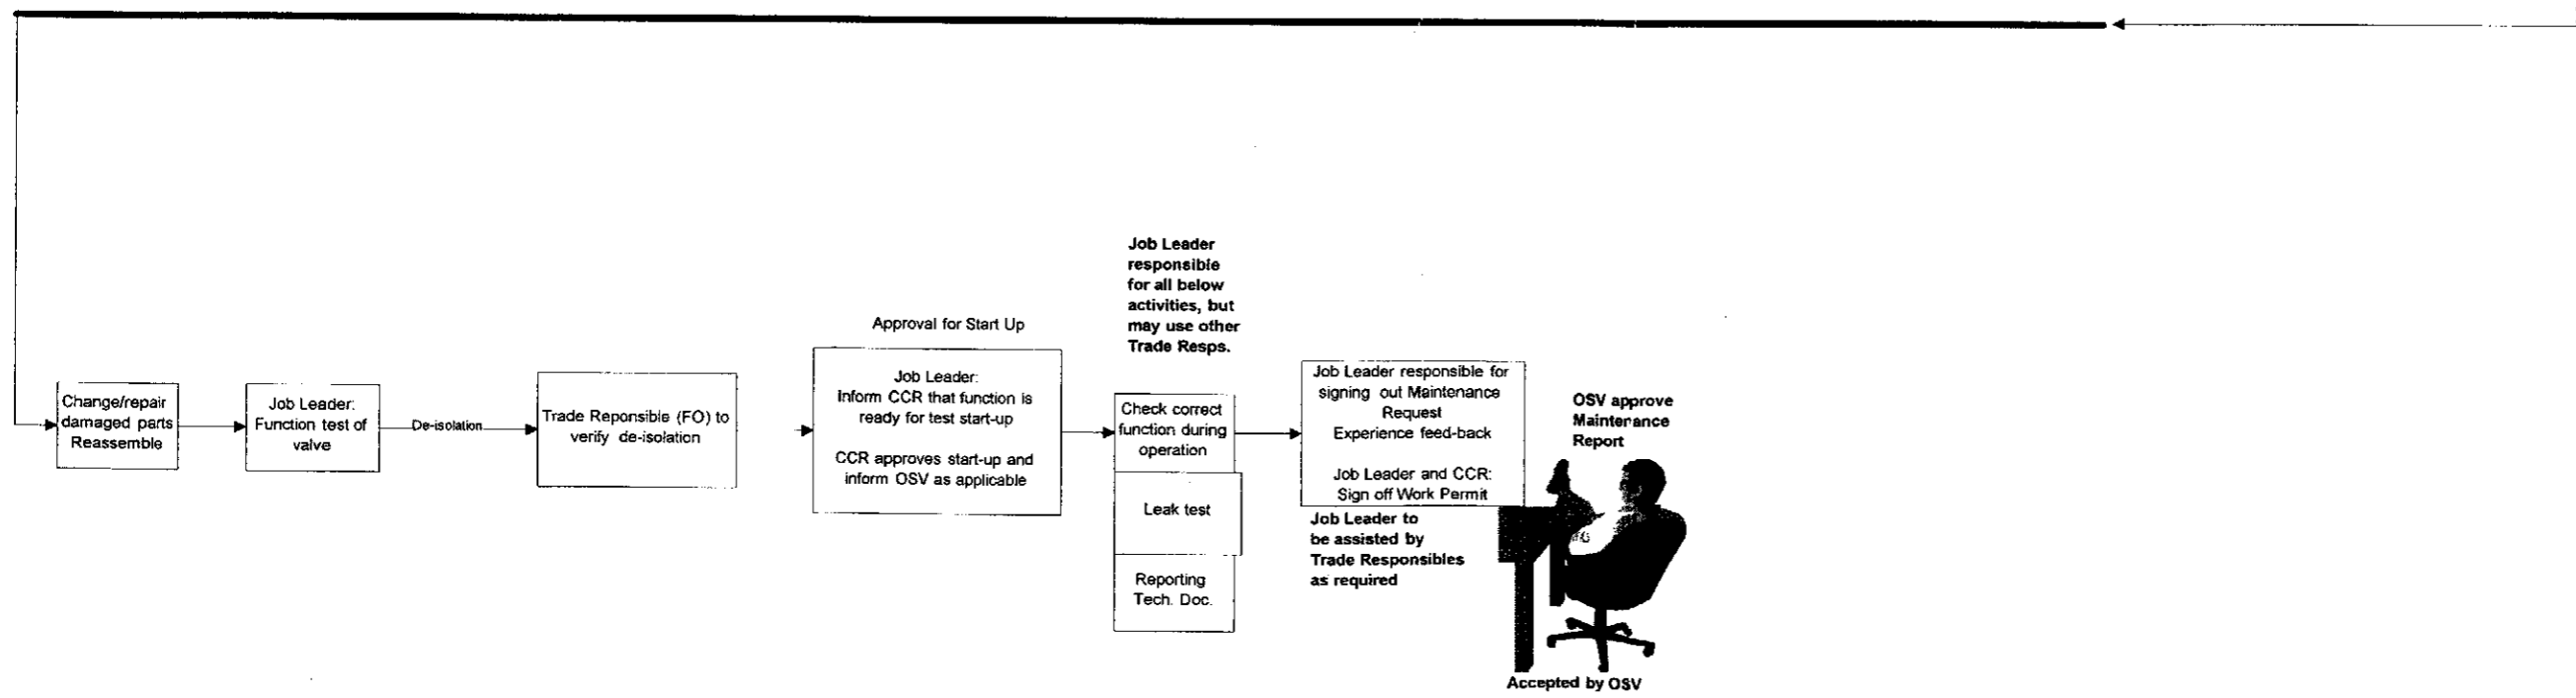 Change/repair
damaged parts
Reassemble
Job Leader:
Function test of
valve
De-isolation
Trade Reponsible (FO) to
verify de-isolation
Approval for Start Up
Job Leader:
Inform CCR that function is
ready for test start-up
CCR approves start-up and
inform OSV as applicable
Job Leader
responsible
for all below
activities, but
may use other
Trade Resps.
Check correct
function during
operation
Leak test
Reporting
Tech. Doc.
Job Leader responsible for
signing out Maintenance
Request
Experience feed-back
Job Leader and CCR:
Sign off Work Permit
Job Leader to
be assisted by
Trade Responsibles
as required
OSV approve
Maintenance
Report
Accepted by OSV